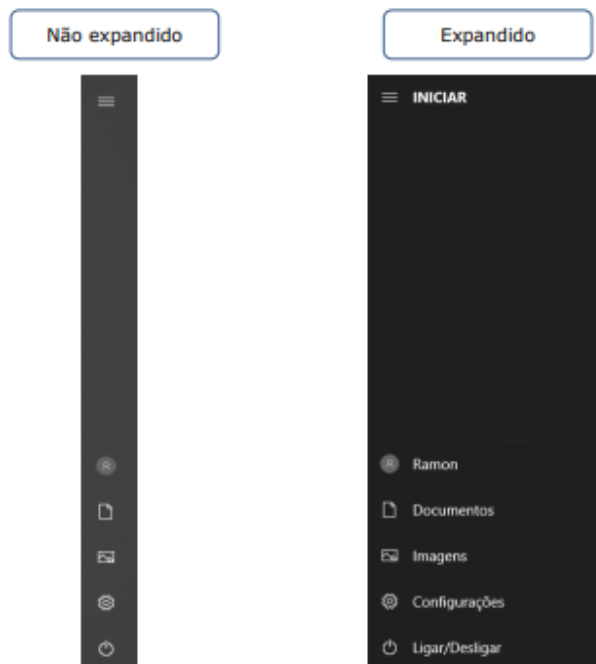 Não expandido
Expandido
INICIAR
Ramon
Documentos
Imagens
Configurações
Ligar/Desligar